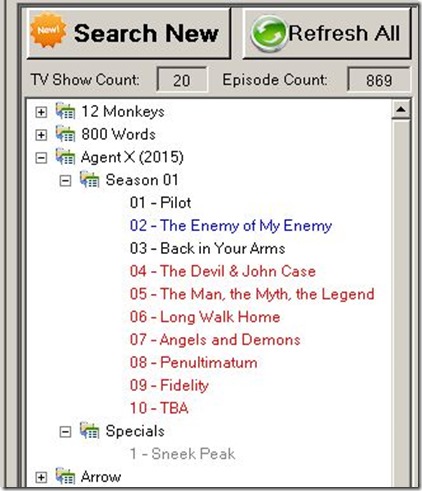 New!
Search New
Refresh All
TV Show Count: 20 Episode Count: 869
12 Monkeys
800 Words
Agent X (2015)
Season 01
01 - Pilot
02 - The Enemy of My Enemy
03 - Back in Your Arms
04 - The Devil & John Case
05 - The Man, the Myth, the Legend
06 - Long Walk Home
07 - Angels and Demons
08 - Penultimatum
09 - Fidelity
10 - TBA
Specials
1 - Sneek Peak
Arrow